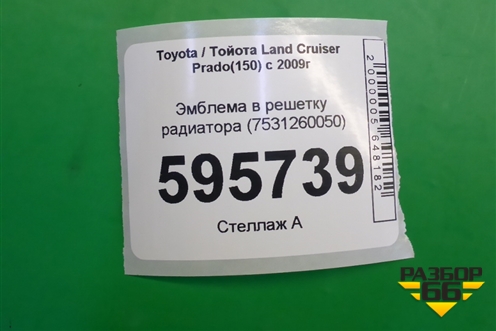 Toyota / Тойота Land Cruiser
Prado(150) с 2009г
Эмблема в решетку
радиатора (7531260050)
595739
Стеллаж А
2000005648182
РАЗБОР
66